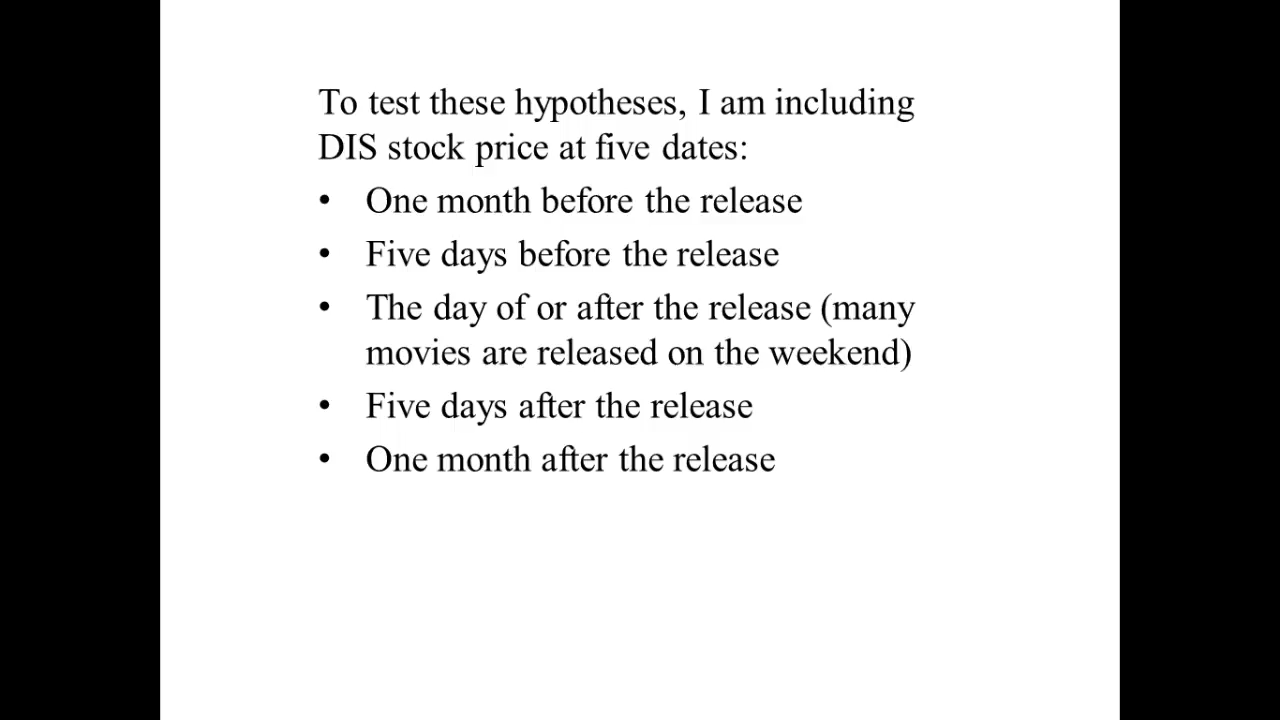 To test these hypotheses, I am including
DIS stock price at five dates:
• One month before the release
• Five days before the release
• The day of or after the release (many
movies are released on the weekend)
• Five days after the release
• One month after the release